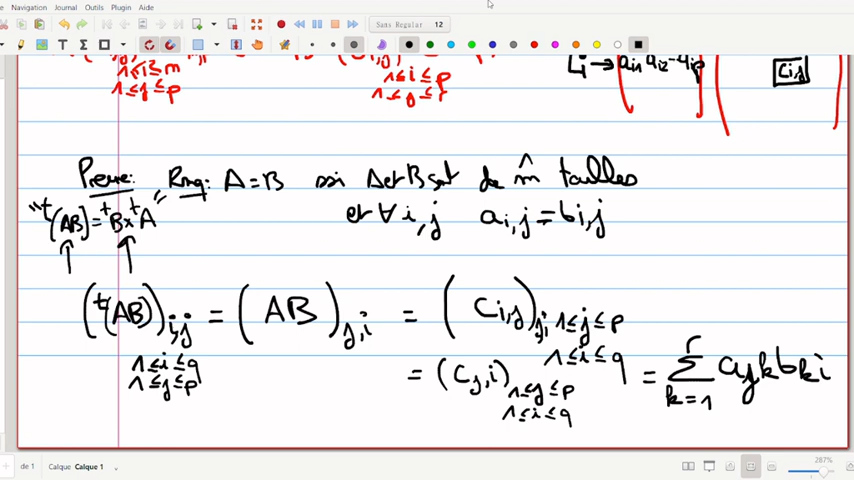 Navigation Journal Outils Plugin Aide
Sans Regular 12
1≤i≤m
1≤j≤p
1≤i≤p
1≤j≤r
Li → ai1 ai2 - aip
Ci,j
Preuve: Rmq: A=B ssi A et B sont de m̂ tailles
"ᵗ(AB) = ᵗB × ᵗA"
et ∀ i,j ai,j = bi,j
(ᵗ(AB))i,j = (AB)j,i = (Ci,j)j,i 1≤j≤p
1≤i≤q
1≤i≤q
1≤j≤p
= (Cj,i) 1≤j≤p
1≤i≤q
= Σ k=1 r ajk bki
de 1 Calque Calque 1
287%